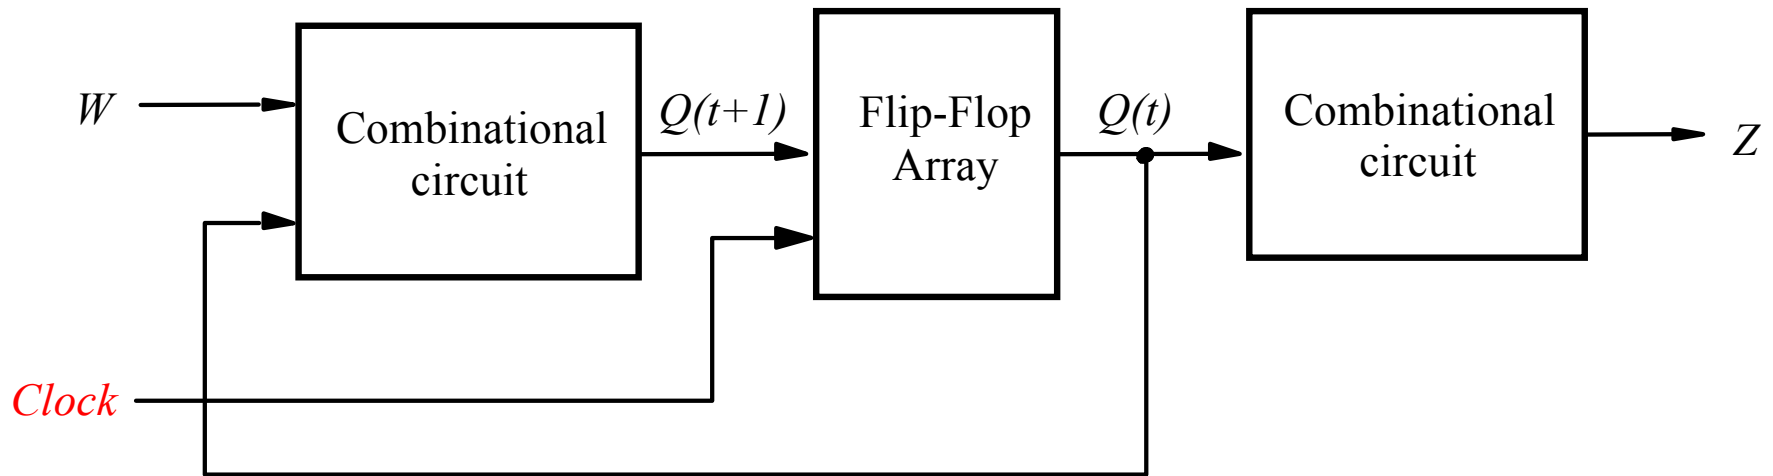 W
Combinational
circuit
Q(t+1)
Flip-Flop
Array
Q(t)
Combinational
circuit
Z
Clock